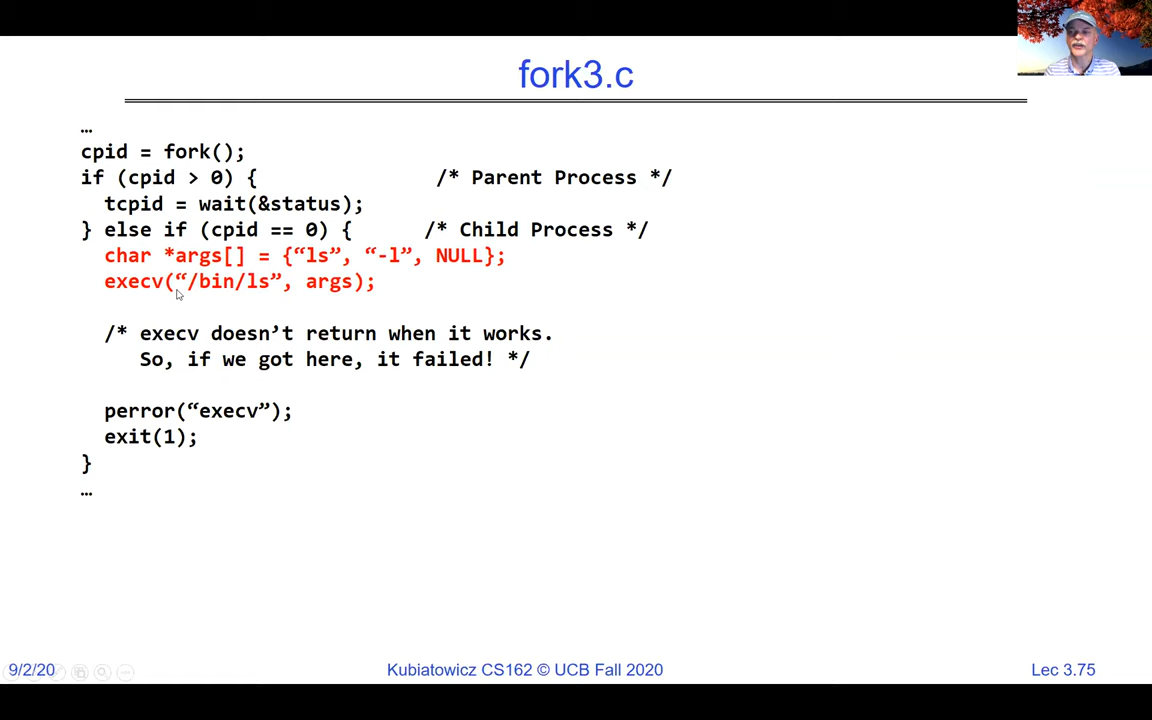 fork3.c
…
cpid = fork();
if (cpid > 0) { /* Parent Process */
tcpid = wait(&status);
} else if (cpid == 0) { /* Child Process */
char *args[] = {“ls”, “-l”, NULL};
execv(“/bin/ls”, args);
/* execv doesn’t return when it works.
So, if we got here, it failed! */
perror(“execv”);
exit(1);
}
…
9/2/20 Kubiatowicz CS162 © UCB Fall 2020 Lec 3.75